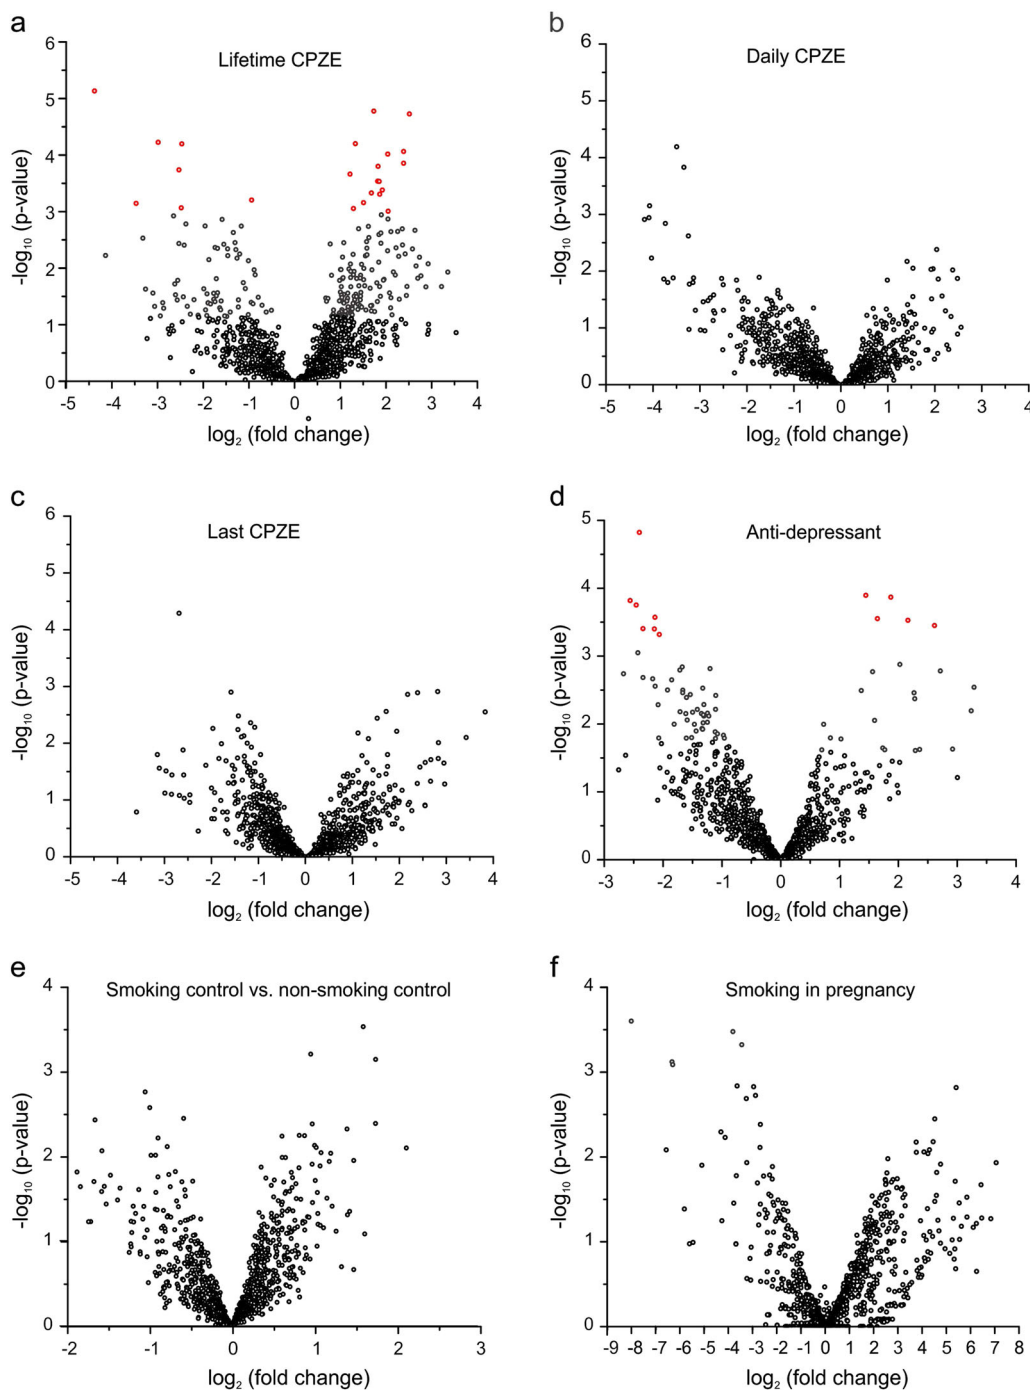 a
Lifetime CPZE
6
5
4
3
2
1
0
-5 -4 -3 -2 -1 0 1 2 3 4
-log₁₀ (p-value)
log₂ (fold change)
b
Daily CPZE
6
5
4
3
2
1
0
-5 -4 -3 -2 -1 0 1 2 3 4
-log₁₀ (p-value)
log₂ (fold change)
c
Last CPZE
6
5
4
3
2
1
0
-5 -4 -3 -2 -1 0 1 2 3 4
-log₁₀ (p-value)
log₂ (fold change)
d
Anti-depressant
5
4
3
2
1
0
-3 -2 -1 0 1 2 3 4
-log₁₀ (p-value)
log₂ (fold change)
e
Smoking control vs. non-smoking control
4
3
2
1
0
-2 -1 0 1 2 3
-log₁₀ (p-value)
log₂ (fold change)
f
Smoking in pregnancy
4
3
2
1
0
-9 -8 -7 -6 -5 -4 -3 -2 -1 0 1 2 3 4 5 6 7 8
-log₁₀ (p-value)
log₂ (fold change)